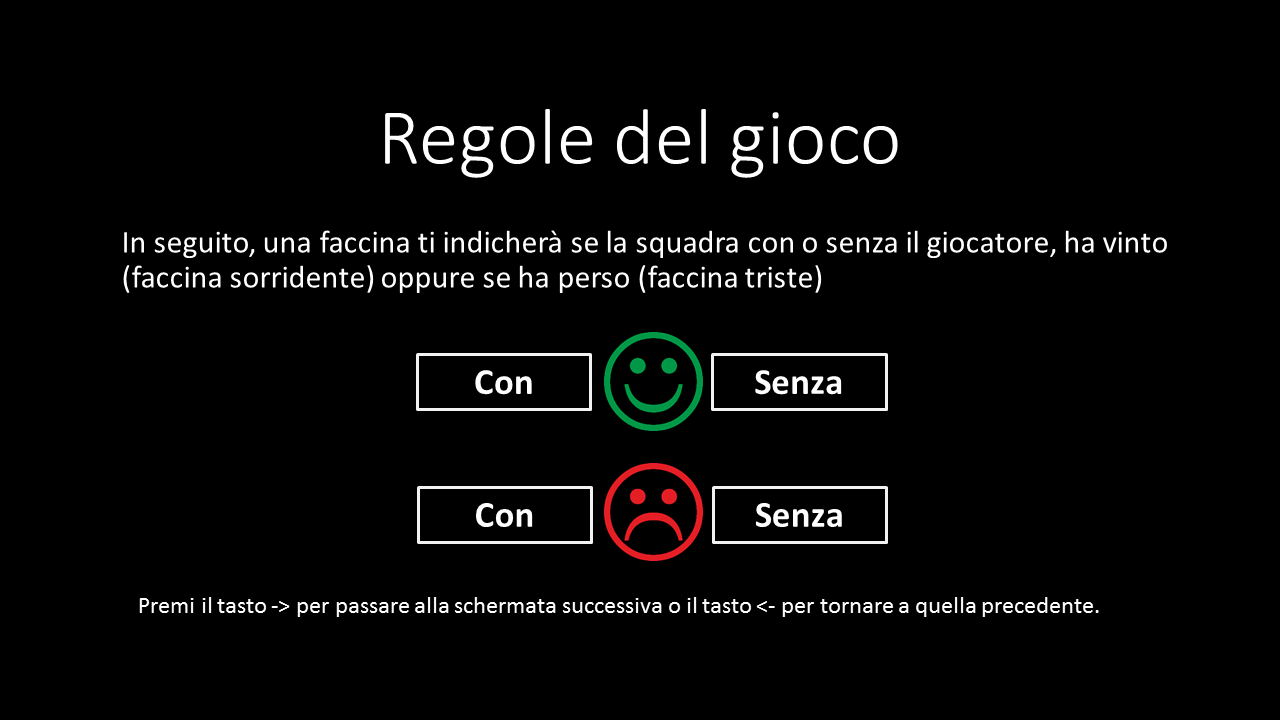 Regole del gioco
In seguito, una faccina ti indicherà se la squadra con o senza il giocatore, ha vinto
(faccina sorridente) oppure se ha perso (faccina triste)
Con Senza
Con Senza
Premi il tasto -> per passare alla schermata successiva o il tasto <- per tornare a quella precedente.